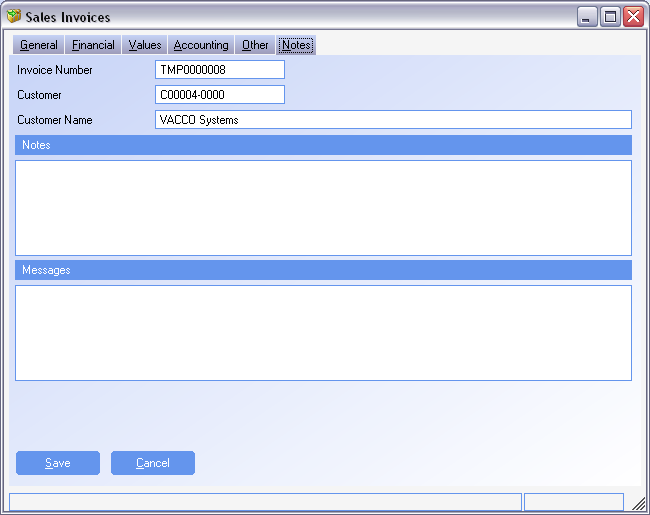 Sales Invoices
General Financial Values Accounting Other Notes
Invoice Number TMP0000008
Customer C00004-0000
Customer Name VACCO Systems
Notes
Messages
Save Cancel